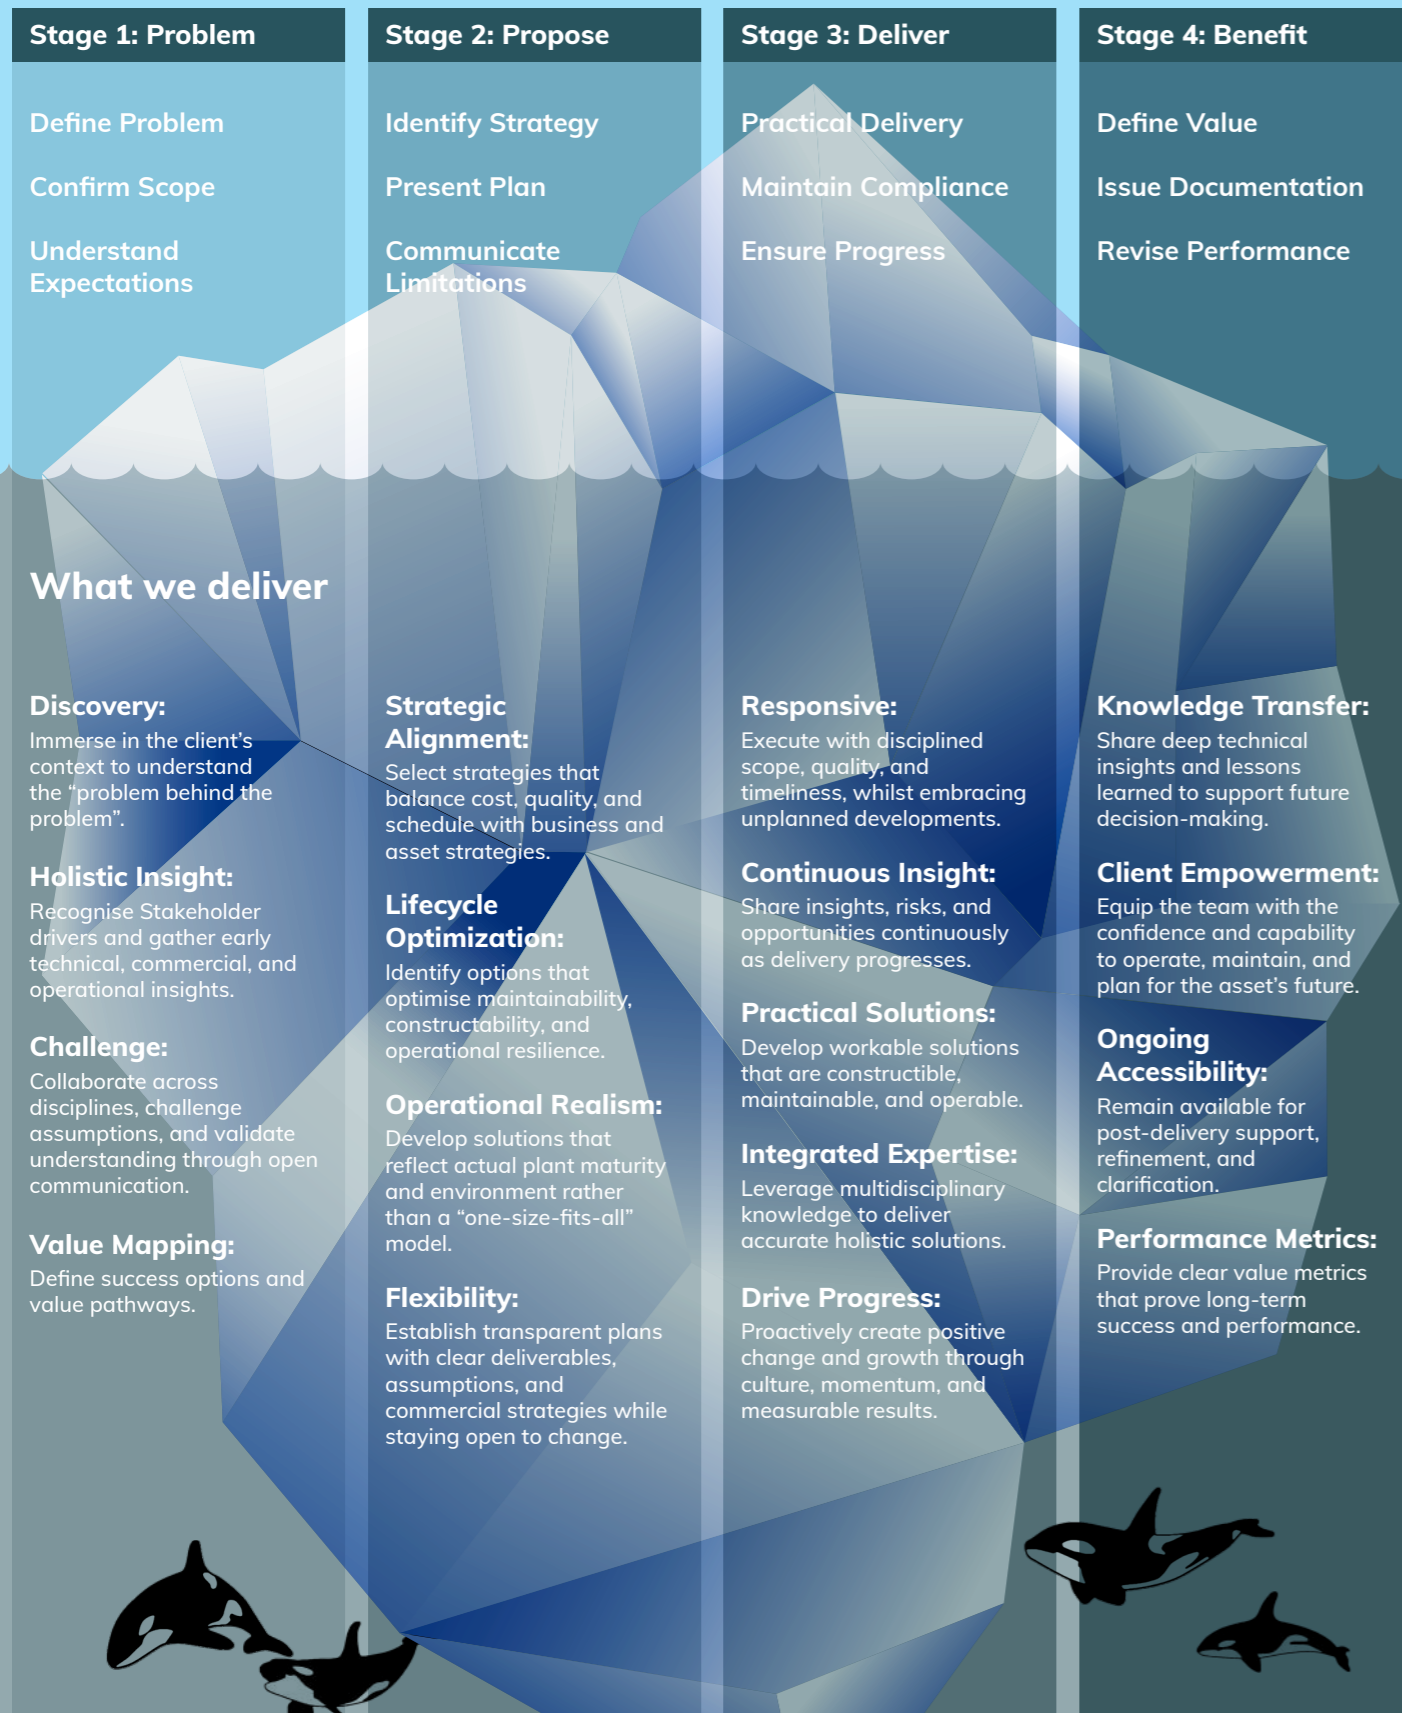 Stage 1: Problem
Define Problem
Confirm Scope
Understand
Expectations
Stage 2: Propose
Identify Strategy
Present Plan
Communicate
Limitations
Stage 3: Deliver
Practical Delivery
Maintain Compliance
Ensure Progress
Stage 4: Benefit
Define Value
Issue Documentation
Revise Performance
What we deliver
Discovery:
Immerse in the client’s
context to understand
the “problem behind the
problem”.
Holistic Insight:
Recognise Stakeholder
drivers and gather early
technical, commercial, and
operational insights.
Challenge:
Collaborate across
disciplines, challenge
assumptions, and validate
understanding through open
communication.
Value Mapping:
Define success options and
value pathways.
Strategic
Alignment:
Select strategies that
balance cost, quality, and
schedule with business and
asset strategies.
Lifecycle
Optimization:
Identify options that
optimise maintainability,
constructability, and
operational resilience.
Operational Realism:
Develop solutions that
reflect actual plant maturity
and environment rather
than a “one-size-fits-all”
model.
Flexibility:
Establish transparent plans
with clear deliverables,
assumptions, and
commercial strategies while
staying open to change.
Responsive:
Execute with disciplined
scope, quality, and
timeliness, whilst embracing
unplanned developments.
Continuous Insight:
Share insights, risks, and
opportunities continuously
as delivery progresses.
Practical Solutions:
Develop workable solutions
that are constructible,
maintainable, and operable.
Integrated Expertise:
Leverage multidisciplinary
knowledge to deliver
accurate holistic solutions.
Drive Progress:
Proactively create positive
change and growth through
culture, momentum, and
measurable results.
Knowledge Transfer:
Share deep technical
insights and lessons
learned to support future
decision-making.
Client Empowerment:
Equip the team with the
confidence and capability
to operate, maintain, and
plan for the asset’s future.
Ongoing
Accessibility:
Remain available for
post-delivery support,
refinement, and
clarification.
Performance Metrics:
Provide clear value metrics
that prove long-term
success and performance.